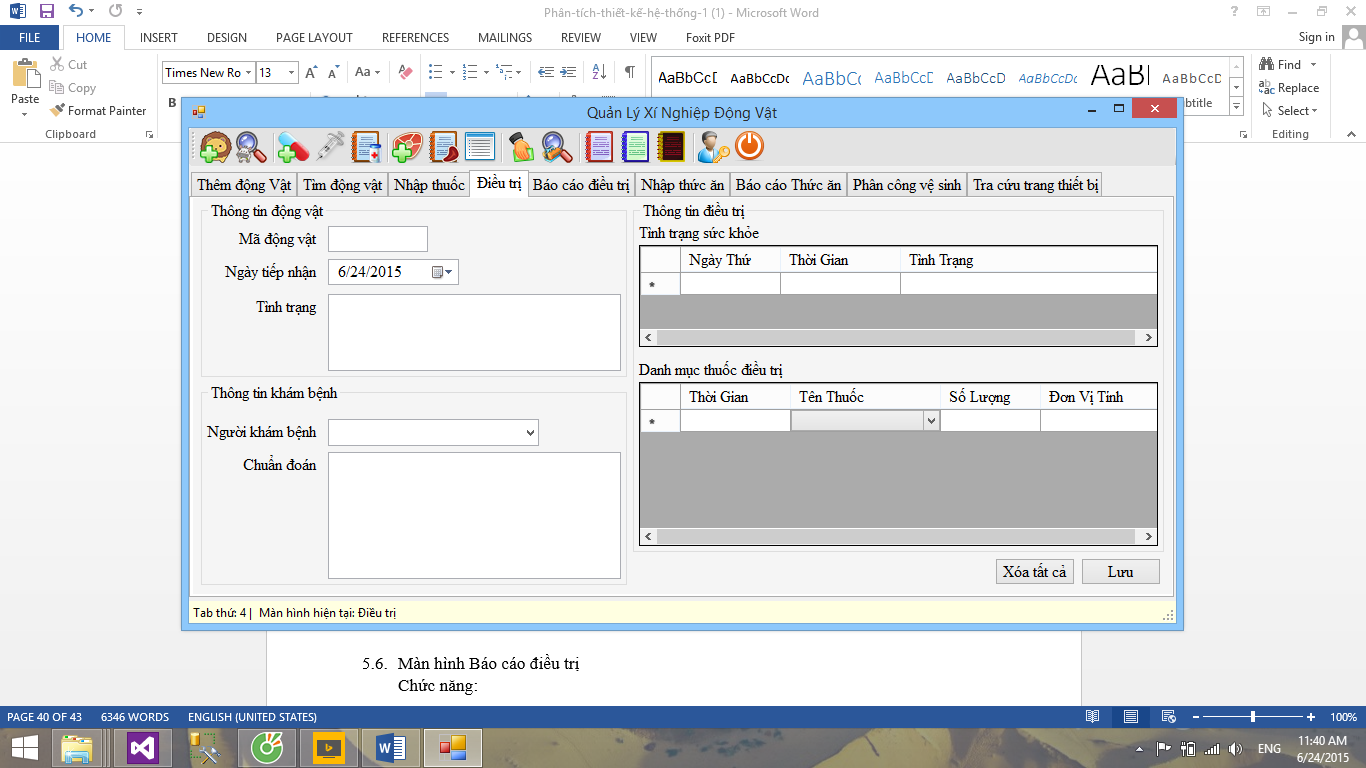 Phân-tích-thiết-kế-hệ-thống-1 (1) - Microsoft Word
FILE HOME INSERT DESIGN PAGE LAYOUT REFERENCES MAILINGS REVIEW VIEW Foxit PDF Sign in
Paste
Cut
Copy
Format Painter
Clipboard
Times New Ro 13 Aa
B
AaBbCcDc AaBbCcDc AaBbCc AaBbCcD AaBbCcD AaBbCcDc AaBl AaBbCcD
Find
Replace
Select
Editing
Quản Lý Xí Nghiệp Động Vật
Thêm động Vật Tìm động vật Nhập thuốc Điều trị Báo cáo điều trị Nhập thức ăn Báo cáo Thức ăn Phân công vệ sinh Tra cứu trang thiết bị
Thông tin động vật
Mã động vật
Ngày tiếp nhận 6/24/2015
Tình trạng
Thông tin khám bệnh
Người khám bệnh
Chuẩn đoán
Thông tin điều trị
Tình trạng sức khỏe
Ngày Thứ Thời Gian Tình Trạng
*
Danh mục thuốc điều trị
Thời Gian Tên Thuốc Số Lượng Đơn Vị Tính
*
Xóa tất cả Lưu
Tab thứ: 4 | Màn hình hiện tại: Điều trị
5.6. Màn hình Báo cáo điều trị
Chức năng:
PAGE 40 OF 43 6346 WORDS ENGLISH (UNITED STATES) 100%
ENG
11:40 AM
6/24/2015